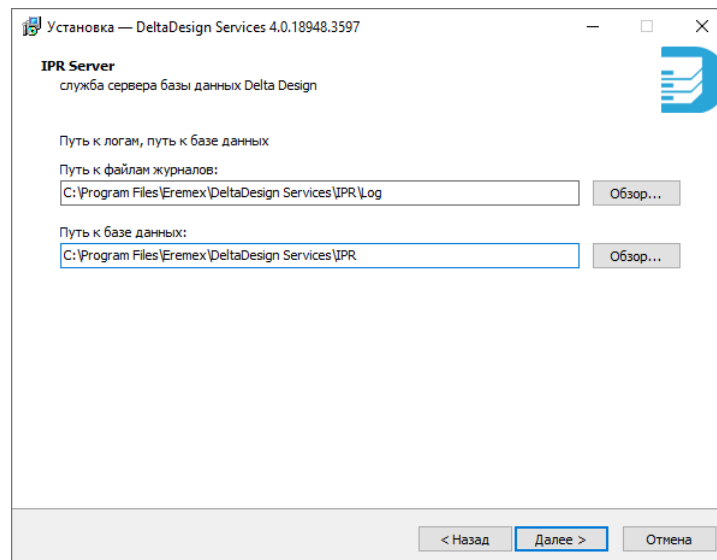 Установка — DeltaDesign Services 4.0.18948.3597
IPR Server
служба сервера базы данных Delta Design
Путь к логам, путь к базе данных
Путь к файлам журналов:
C:\Program Files\Eremex\DeltaDesign Services\IPR\Log
Обзор...
Путь к базе данных:
C:\Program Files\Eremex\DeltaDesign Services\IPR
Обзор...
< Назад
Далее >
Отмена